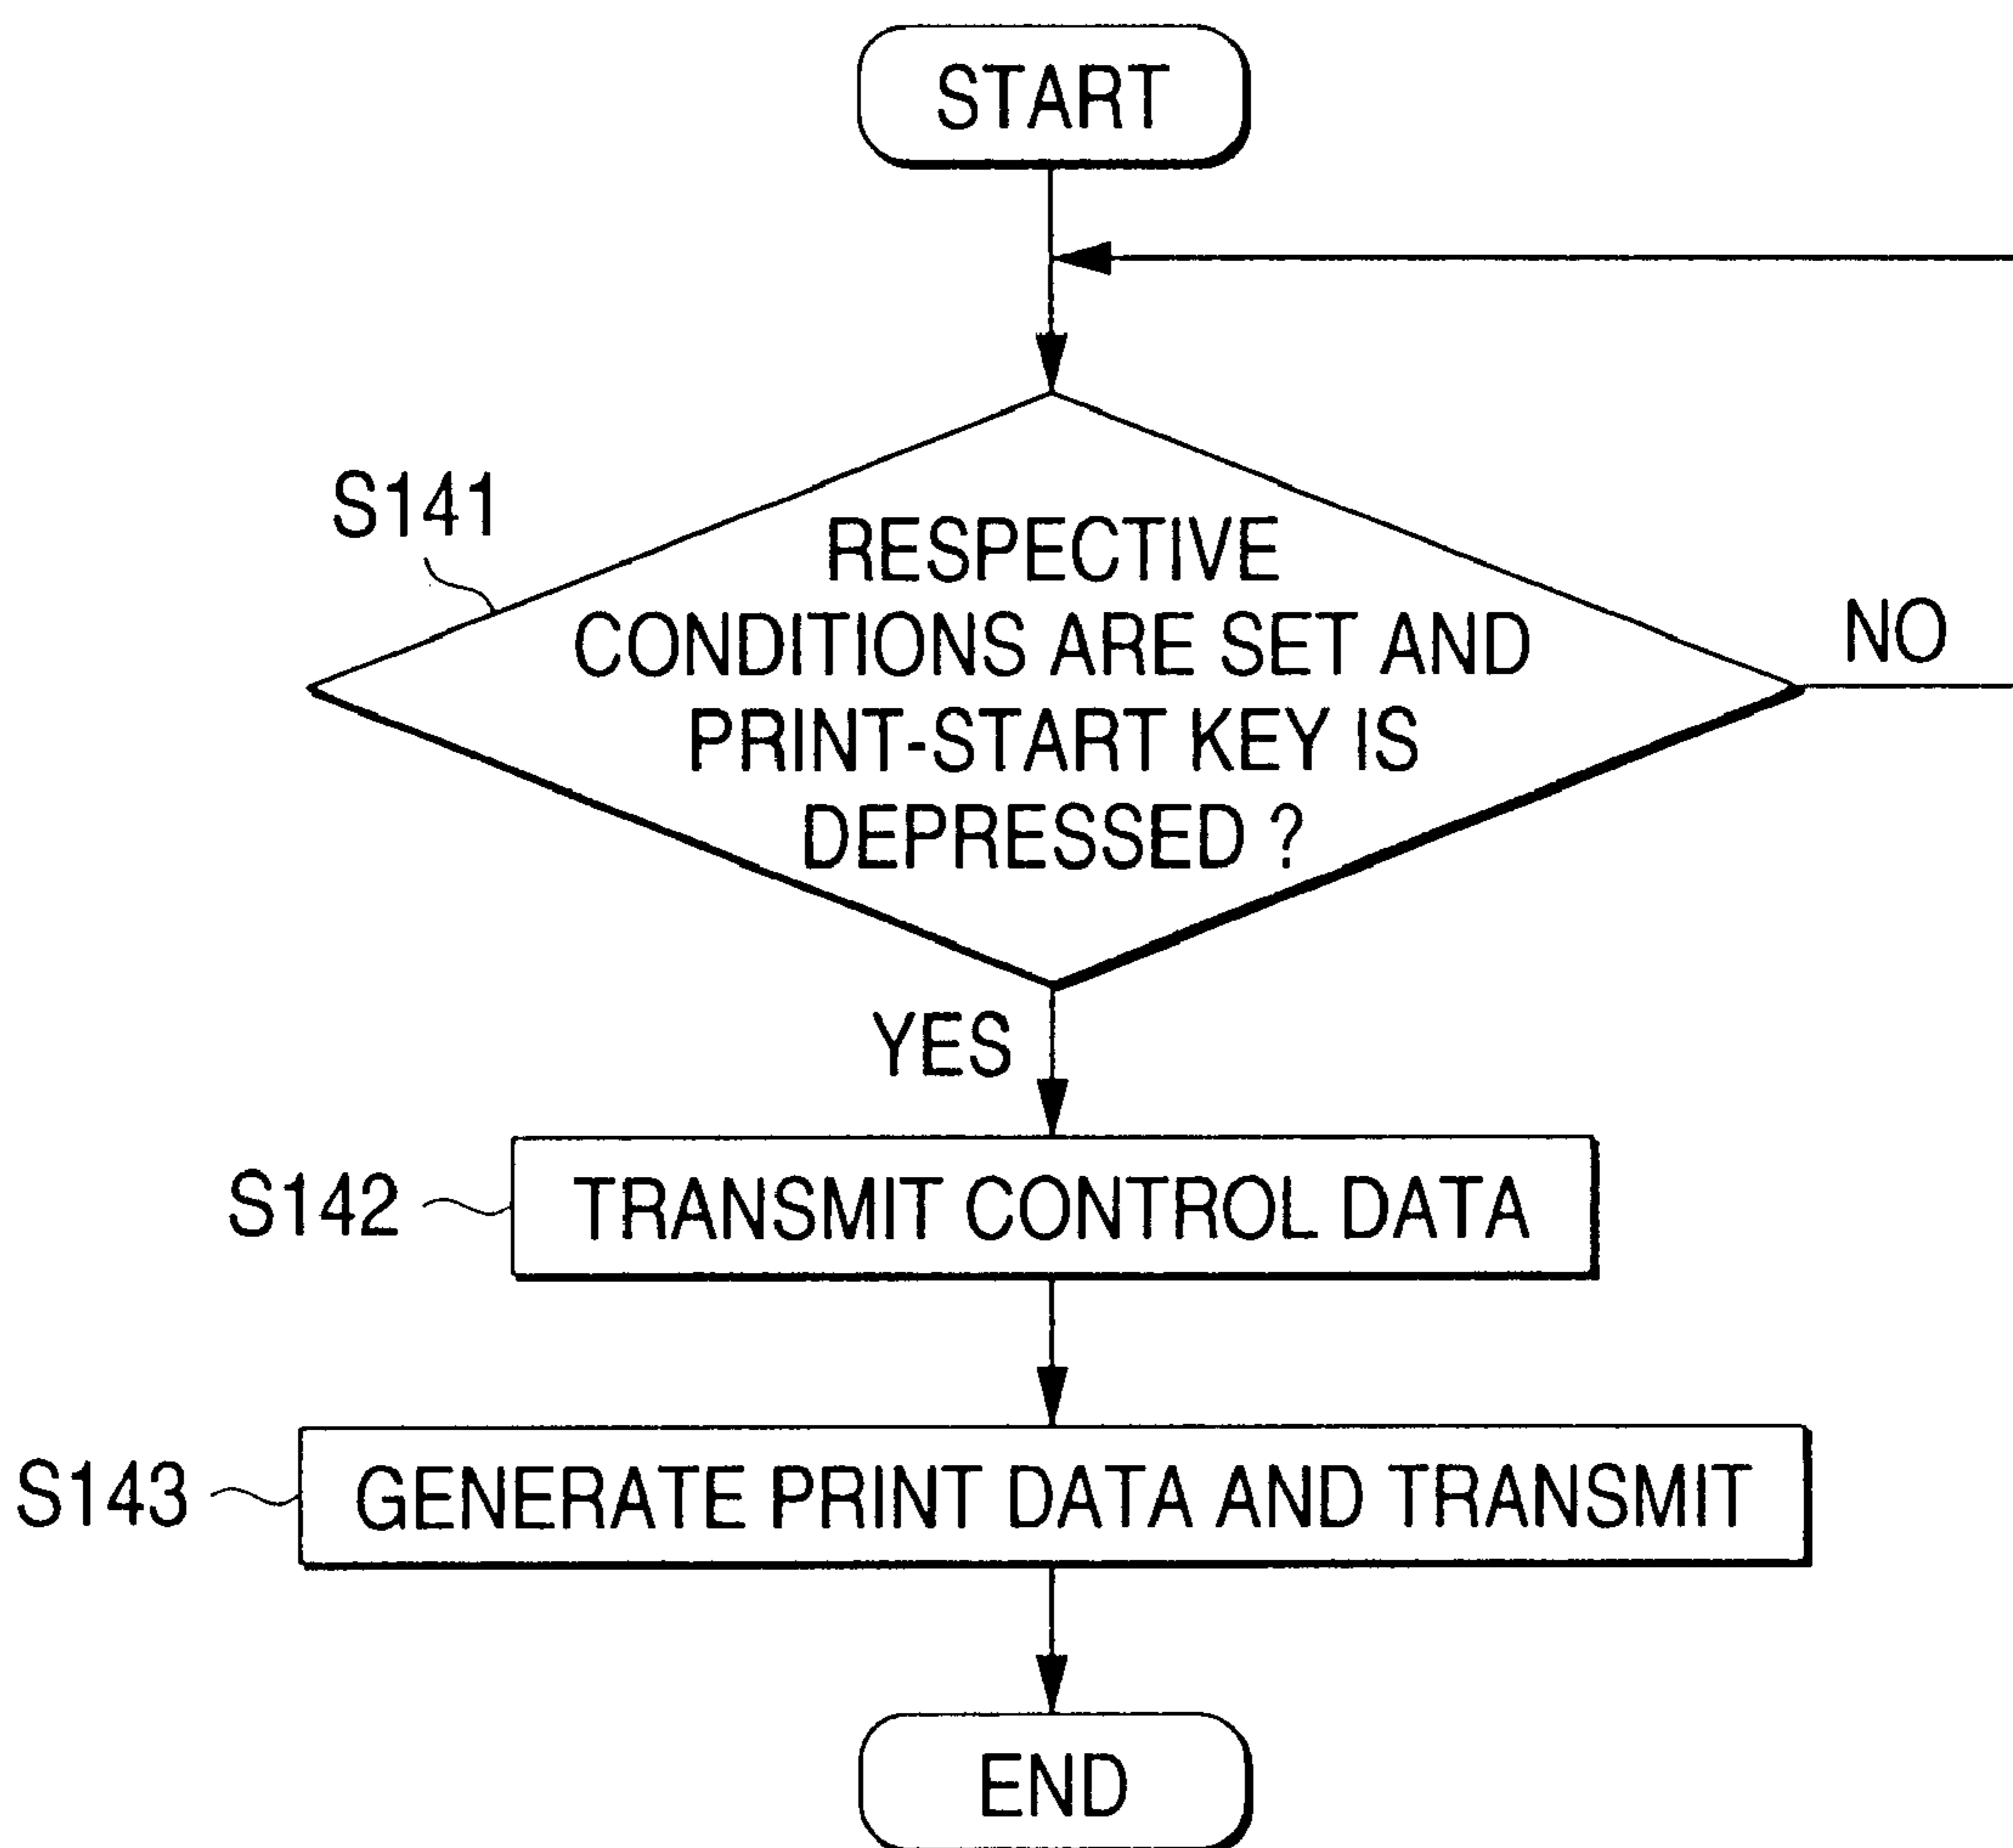 START
S141
RESPECTIVE
CONDITIONS ARE SET AND
PRINT-START KEY IS
DEPRESSED ?
NO
YES
S142
TRANSMIT CONTROL DATA
S143
GENERATE PRINT DATA AND TRANSMIT
END